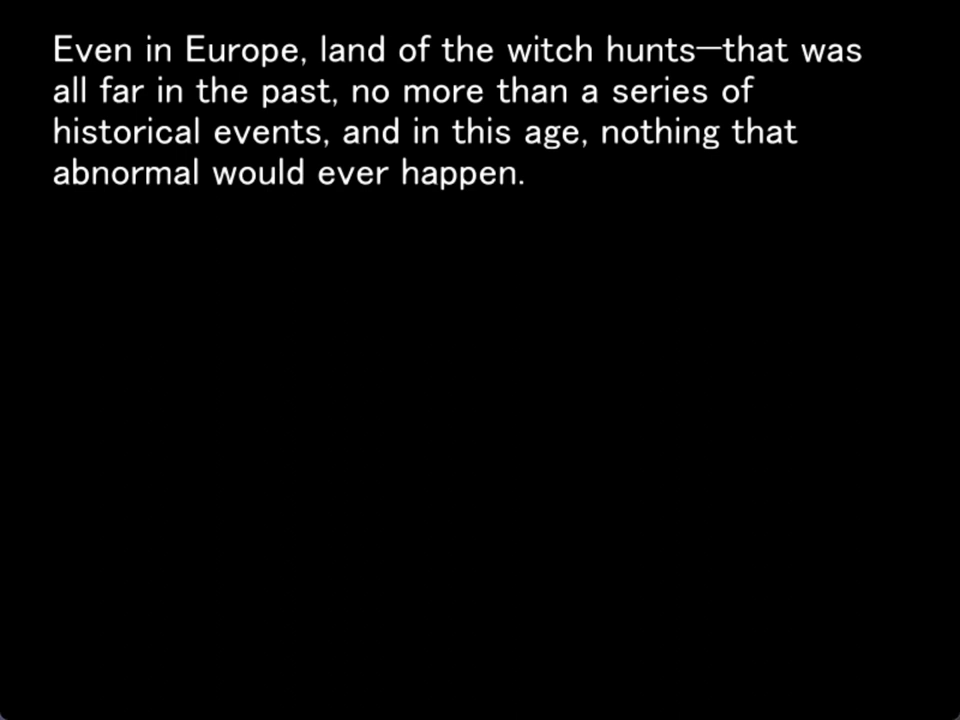 Even in Europe, land of the witch hunts—that was
all far in the past, no more than a series of
historical events, and in this age, nothing that
abnormal would ever happen.